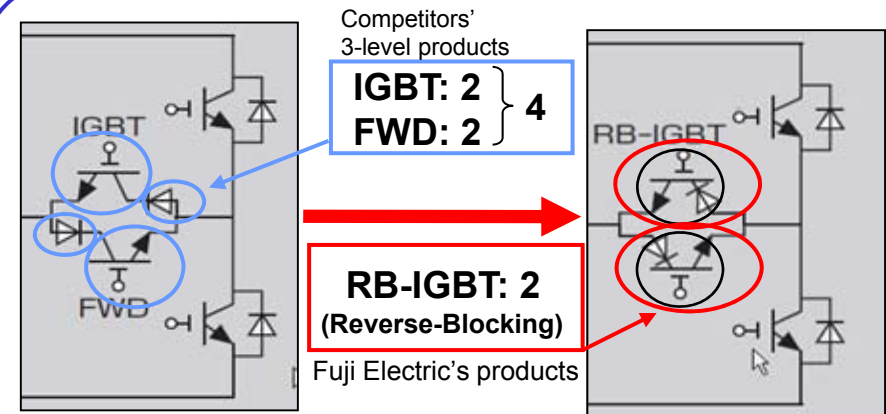 Competitors’
3-level products
IGBT: 2
FWD: 2
4
IGBT
FWD
RB-IGBT
RB-IGBT: 2
(Reverse-Blocking)
Fuji Electric’s products